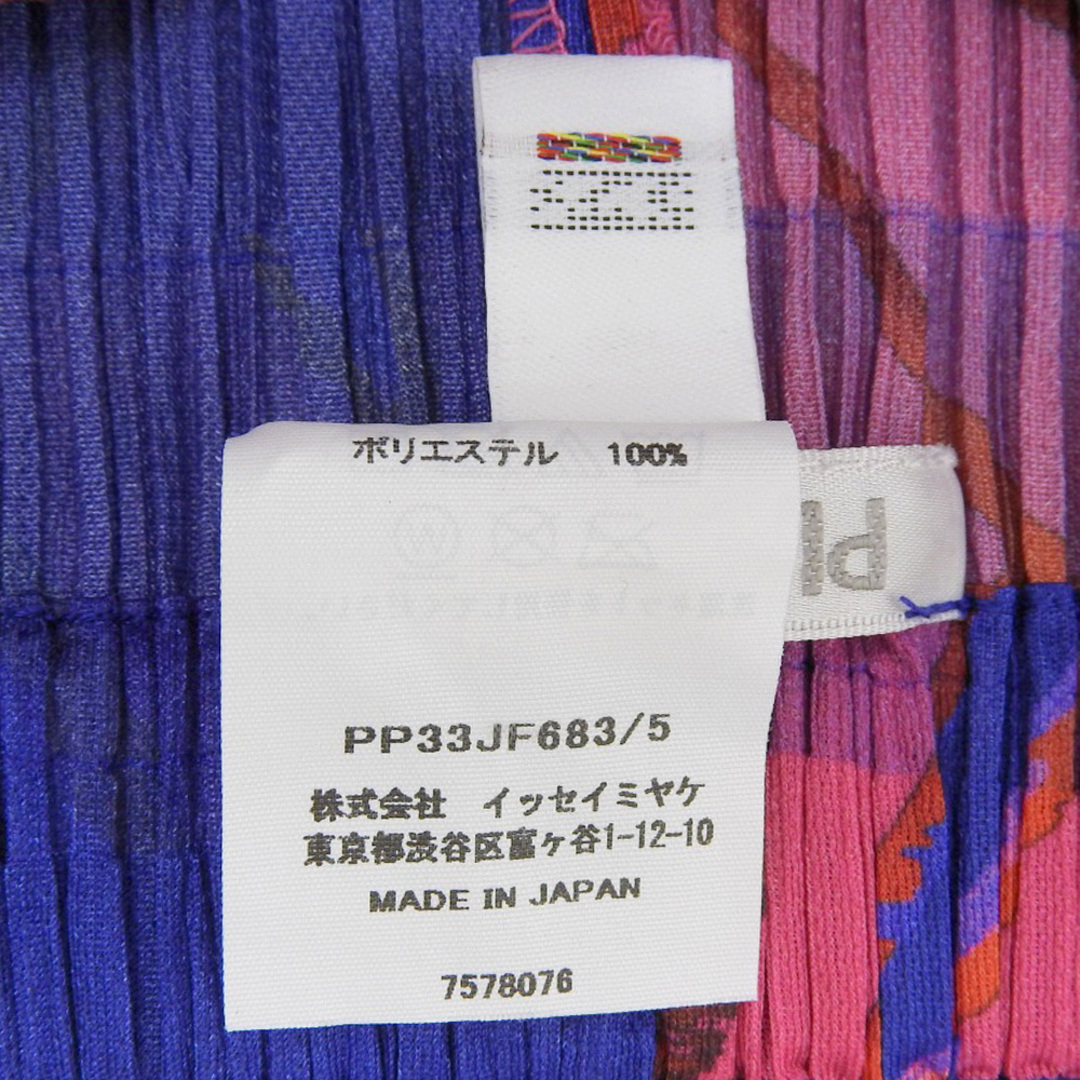 ポリエステル 100%
PL
PP33JF683/5
株式会社 イッセイミヤケ
東京都渋谷区富ヶ谷1-12-10
MADE IN JAPAN
7578076